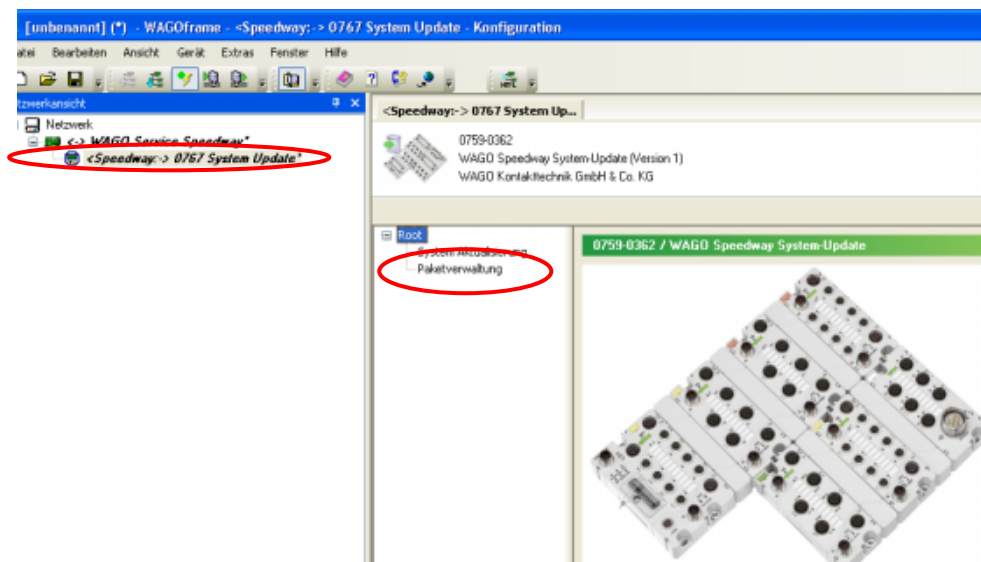 [unbenannt] (*) - WAGOframe - <Speedway:-> 0767 System Update - Konfiguration
atei Bearbeiten Ansicht Gerät Extras Fenster Hilfe
tzwerkansicht
Netzwerk
<-> WAGO Service Speedway*
<Speedway:-> 0767 System Update*
<Speedway:-> 0767 System Up...
0759-0362
WAGO Speedway System-Update (Version 1)
WAGO Kontakttechnik GmbH & Co. KG
Root
System Aktualisierung
Paketverwaltung
0759-0362 / WAGO Speedway System-Update